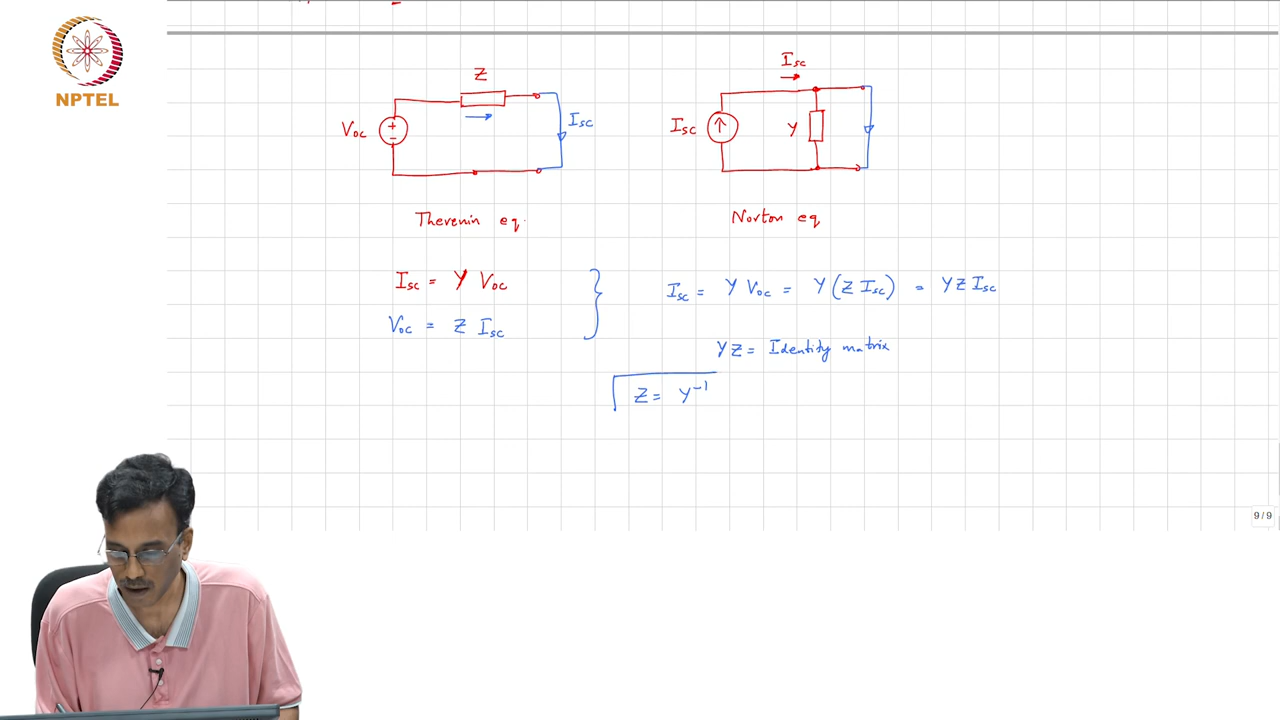 NPTEL
Z
Voc
+
−
Isc
Thevenin eq.
Isc
Isc
Y
Norton eq
Isc = Y Voc
Voc = Z Isc
Isc = Y Voc = Y(Z Isc) = YZ Isc
YZ = Identity matrix
Z = Y⁻¹
9 / 9